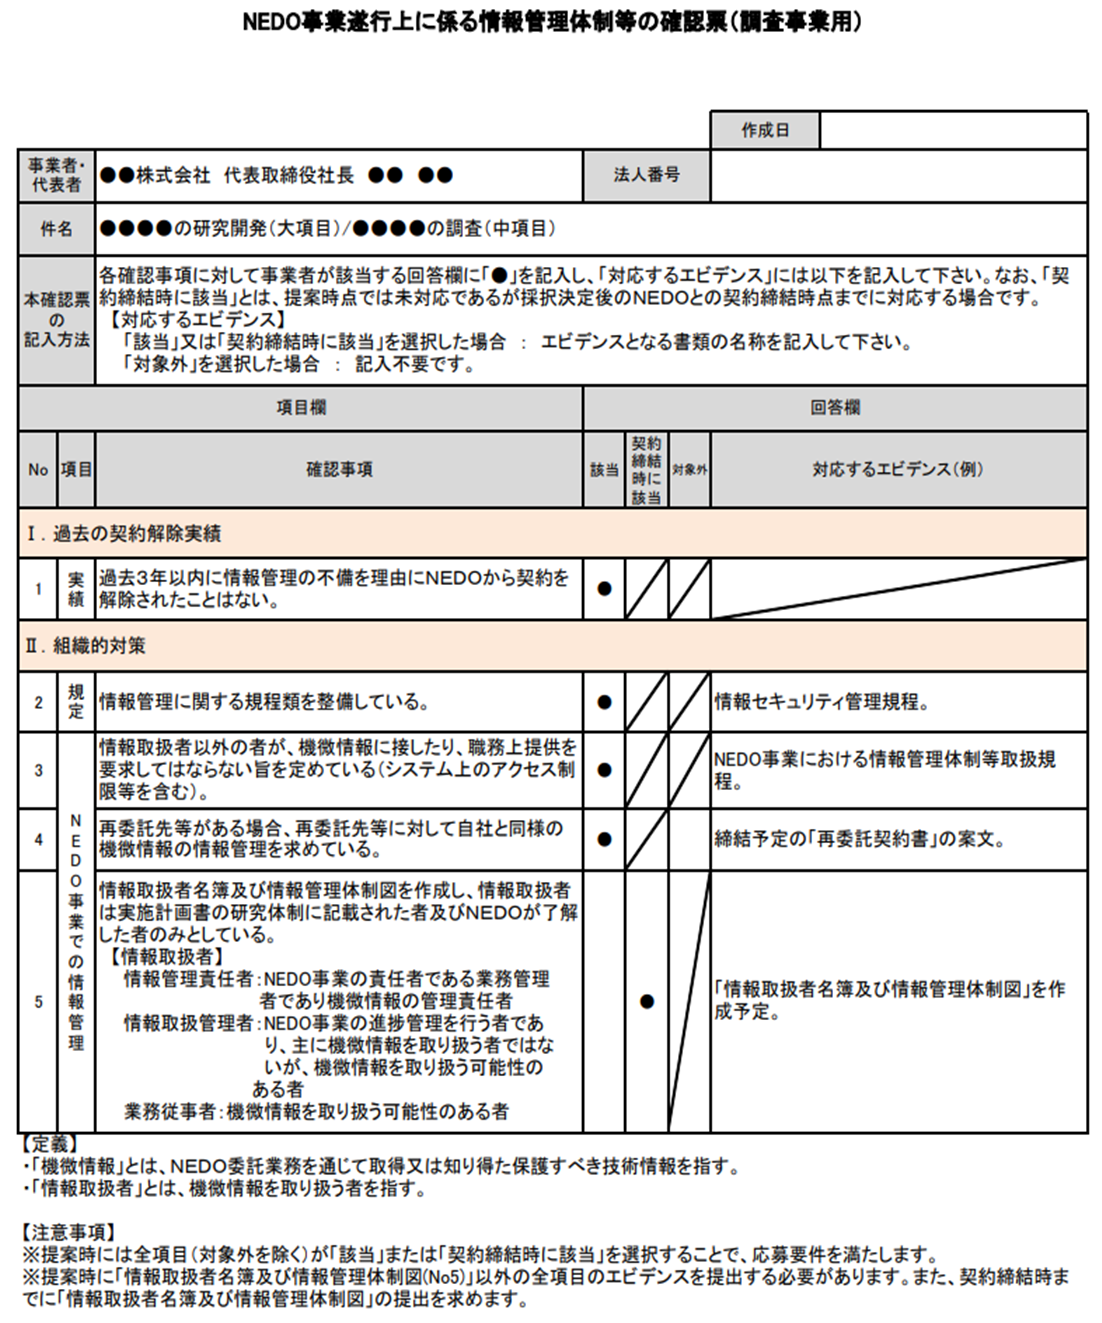 NEDO事業遂行上に係る情報管理体制等の確認票（調査事業用）
作成日
事業者・
代表者
●●株式会社 代表取締役社長 ●● ●●
法人番号
件名
●●●●の研究開発（大項目）/●●●●の調査（中項目）
本確認票
の
記入方法
各確認事項に対して事業者が該当する回答欄に「●」を記入し、「対応するエビデンス」には以下を記入して下さい。なお、「契
約締結時に該当」とは、提案時点では未対応であるが採択決定後のNEDOとの契約締結時点までに対応する場合です。
【対応するエビデンス】
「該当」又は「契約締結時に該当」を選択した場合 ： エビデンスとなる書類の名称を記入して下さい。
「対象外」を選択した場合 ： 記入不要です。
項目欄
回答欄
No
項目
確認事項
該当
契約
締結
時に
該当
対象外
対応するエビデンス（例）
Ⅰ．過去の契約解除実績
1
実
績
過去３年以内に情報管理の不備を理由にNEDOから契約を
解除されたことはない。
●
Ⅱ．組織的対策
2
規
定
情報管理に関する規程類を整備している。
●
情報セキュリティ管理規程。
NEDO事業での情報管理
3
情報取扱者以外の者が、機微情報に接したり、職務上提供を
要求してはならない旨を定めている（システム上のアクセス制
限等を含む）。
●
NEDO事業における情報管理体制等取扱規
程。
4
再委託先等がある場合、再委託先等に対して自社と同様の
機微情報の情報管理を求めている。
●
締結予定の「再委託契約書」の案文。
5
情報取扱者名簿及び情報管理体制図を作成し、情報取扱者
は実施計画書の研究体制に記載された者及びNEDOが了解
した者のみとしている。
【情報取扱者】
情報管理責任者：NEDO事業の責任者である業務管理
者であり機微情報の管理責任者
情報取扱管理者：NEDO事業の進捗管理を行う者であ
り、主に機微情報を取り扱う者ではな
いが、機微情報を取り扱う可能性の
ある者
業務従事者：機微情報を取り扱う可能性のある者
●
「情報取扱者名簿及び情報管理体制図」を作
成予定。
【定義】
・「機微情報」とは、NEDO委託業務を通じて取得又は知り得た保護すべき技術情報を指す。
・「情報取扱者」とは、機微情報を取り扱う者を指す。
【注意事項】
※提案時には全項目（対象外を除く）が「該当」または「契約締結時に該当」を選択することで、応募要件を満たします。
※提案時に「情報取扱者名簿及び情報管理体制図(No5)」以外の全項目のエビデンスを提出する必要があります。また、契約締結時ま
でに「情報取扱者名簿及び情報管理体制図」の提出を求めます。